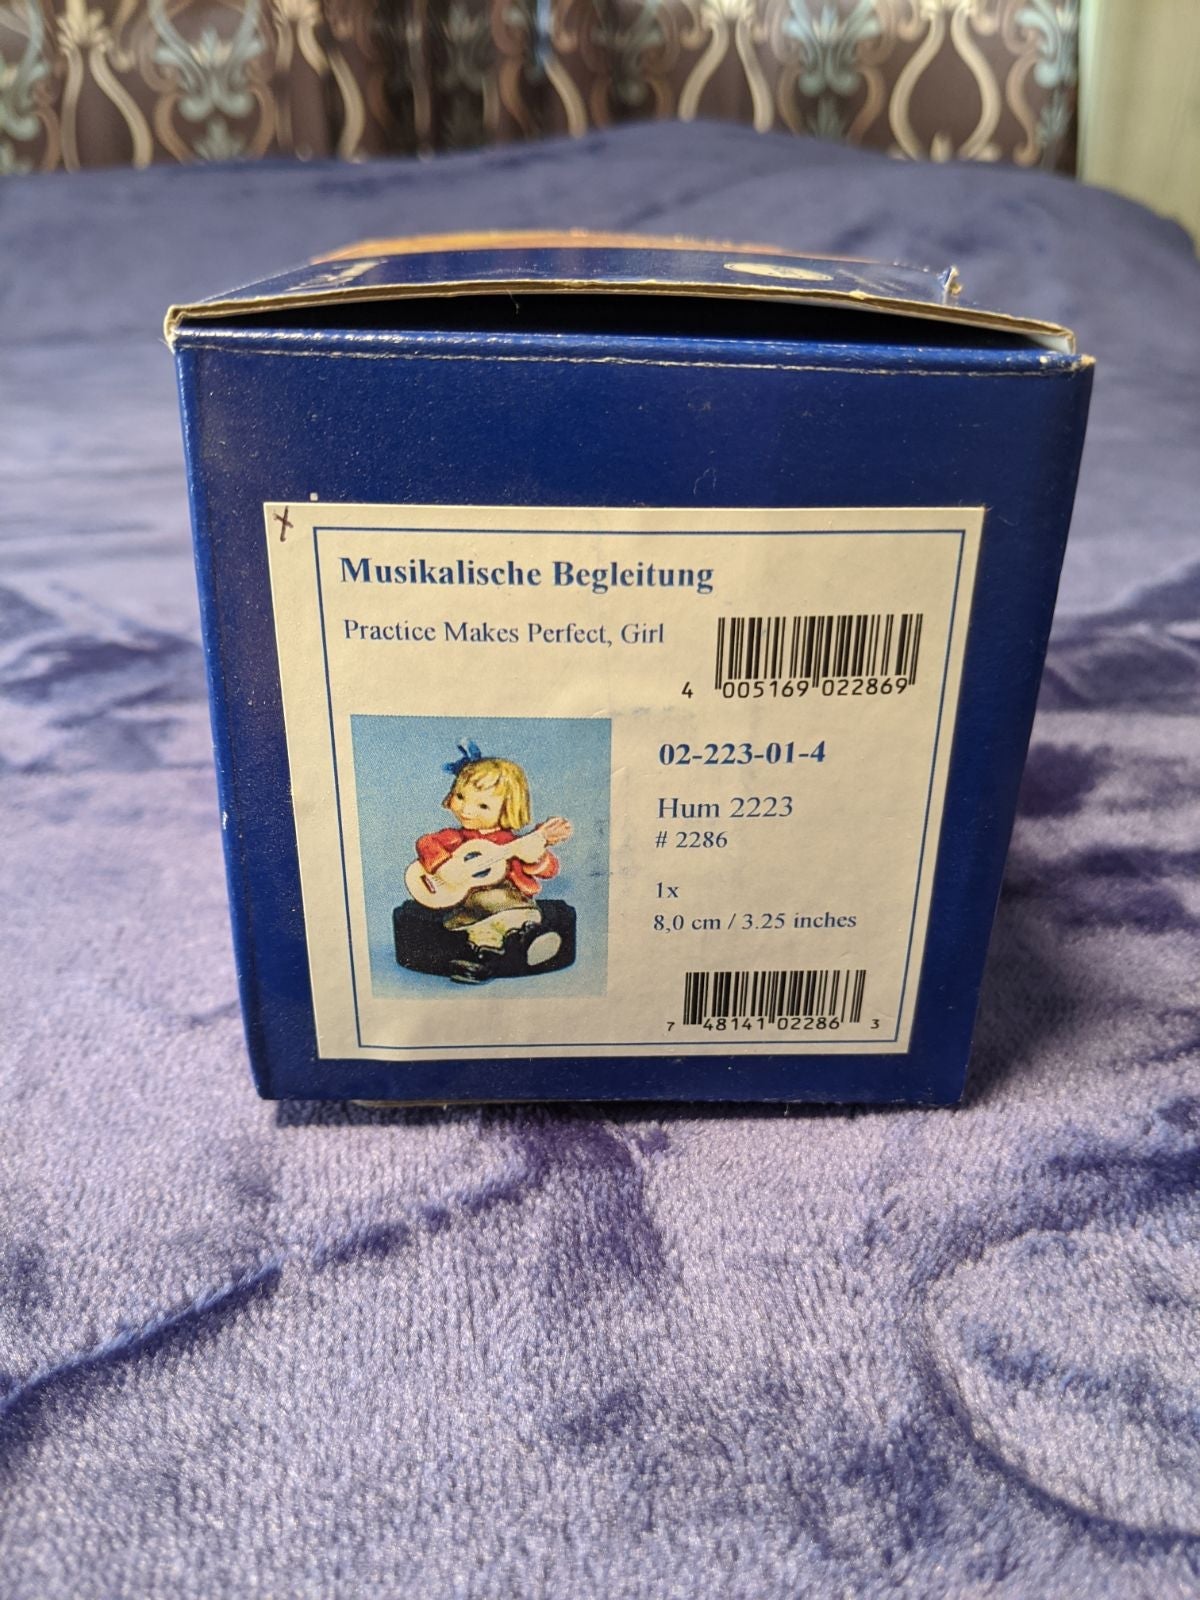 x
Musikalische Begleitung
Practice Makes Perfect, Girl
4 005169 022869
02-223-01-4
Hum 2223
# 2286
1x
8,0 cm / 3.25 inches
7 48141 02286 3